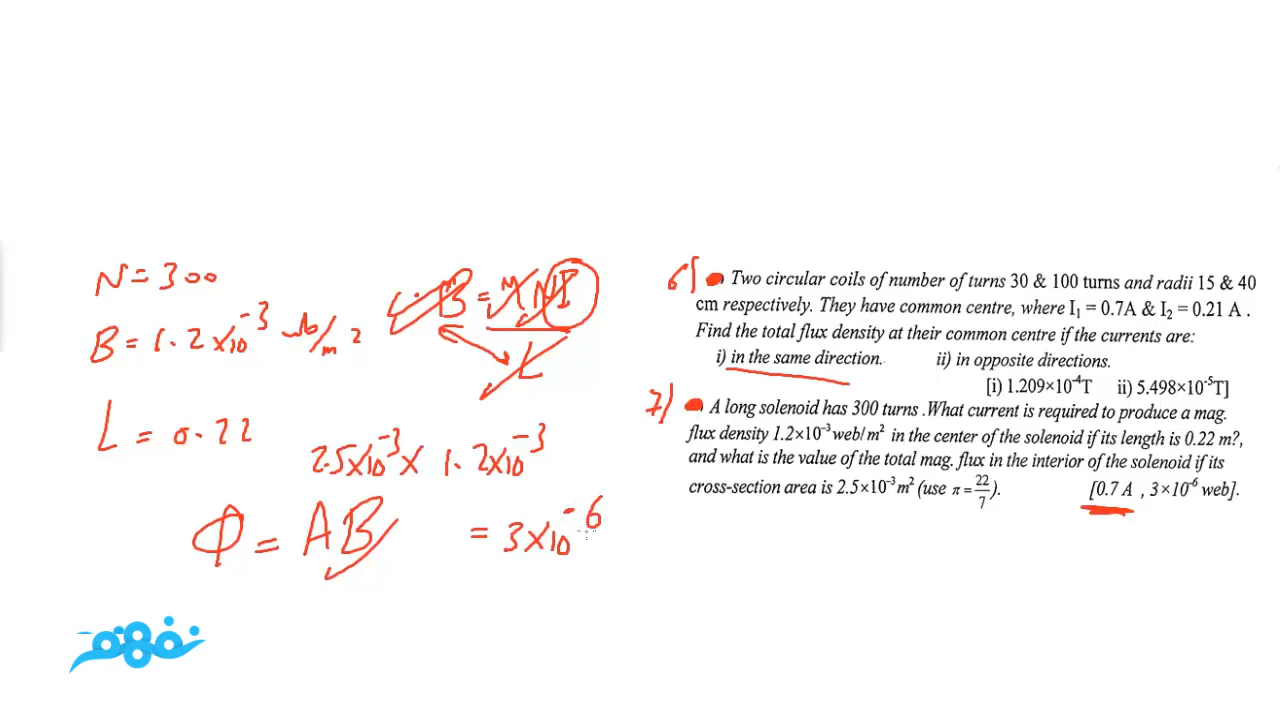 N = 300
B = 1.2×10⁻³ wb/m²
L = 0.22
B = μNI
L
2.5×10⁻³ × 1.2×10⁻³
Φ = AB = 3×10⁻⁶
نفهم
6) Two circular coils of number of turns 30 & 100 turns and radii 15 & 40
cm respectively. They have common centre, where I₁ = 0.7A & I₂ = 0.21 A .
Find the total flux density at their common centre if the currents are:
i) in the same direction. ii) in opposite directions.
[i) 1.209×10⁻⁴T ii) 5.498×10⁻⁵T]
7) A long solenoid has 300 turns .What current is required to produce a mag.
flux density 1.2×10⁻³ web/m² in the center of the solenoid if its length is 0.22 m?,
and what is the value of the total mag. flux in the interior of the solenoid if its
cross-section area is 2.5×10⁻³ m² (use π = 22/7). [0.7 A , 3×10⁻⁶ web].